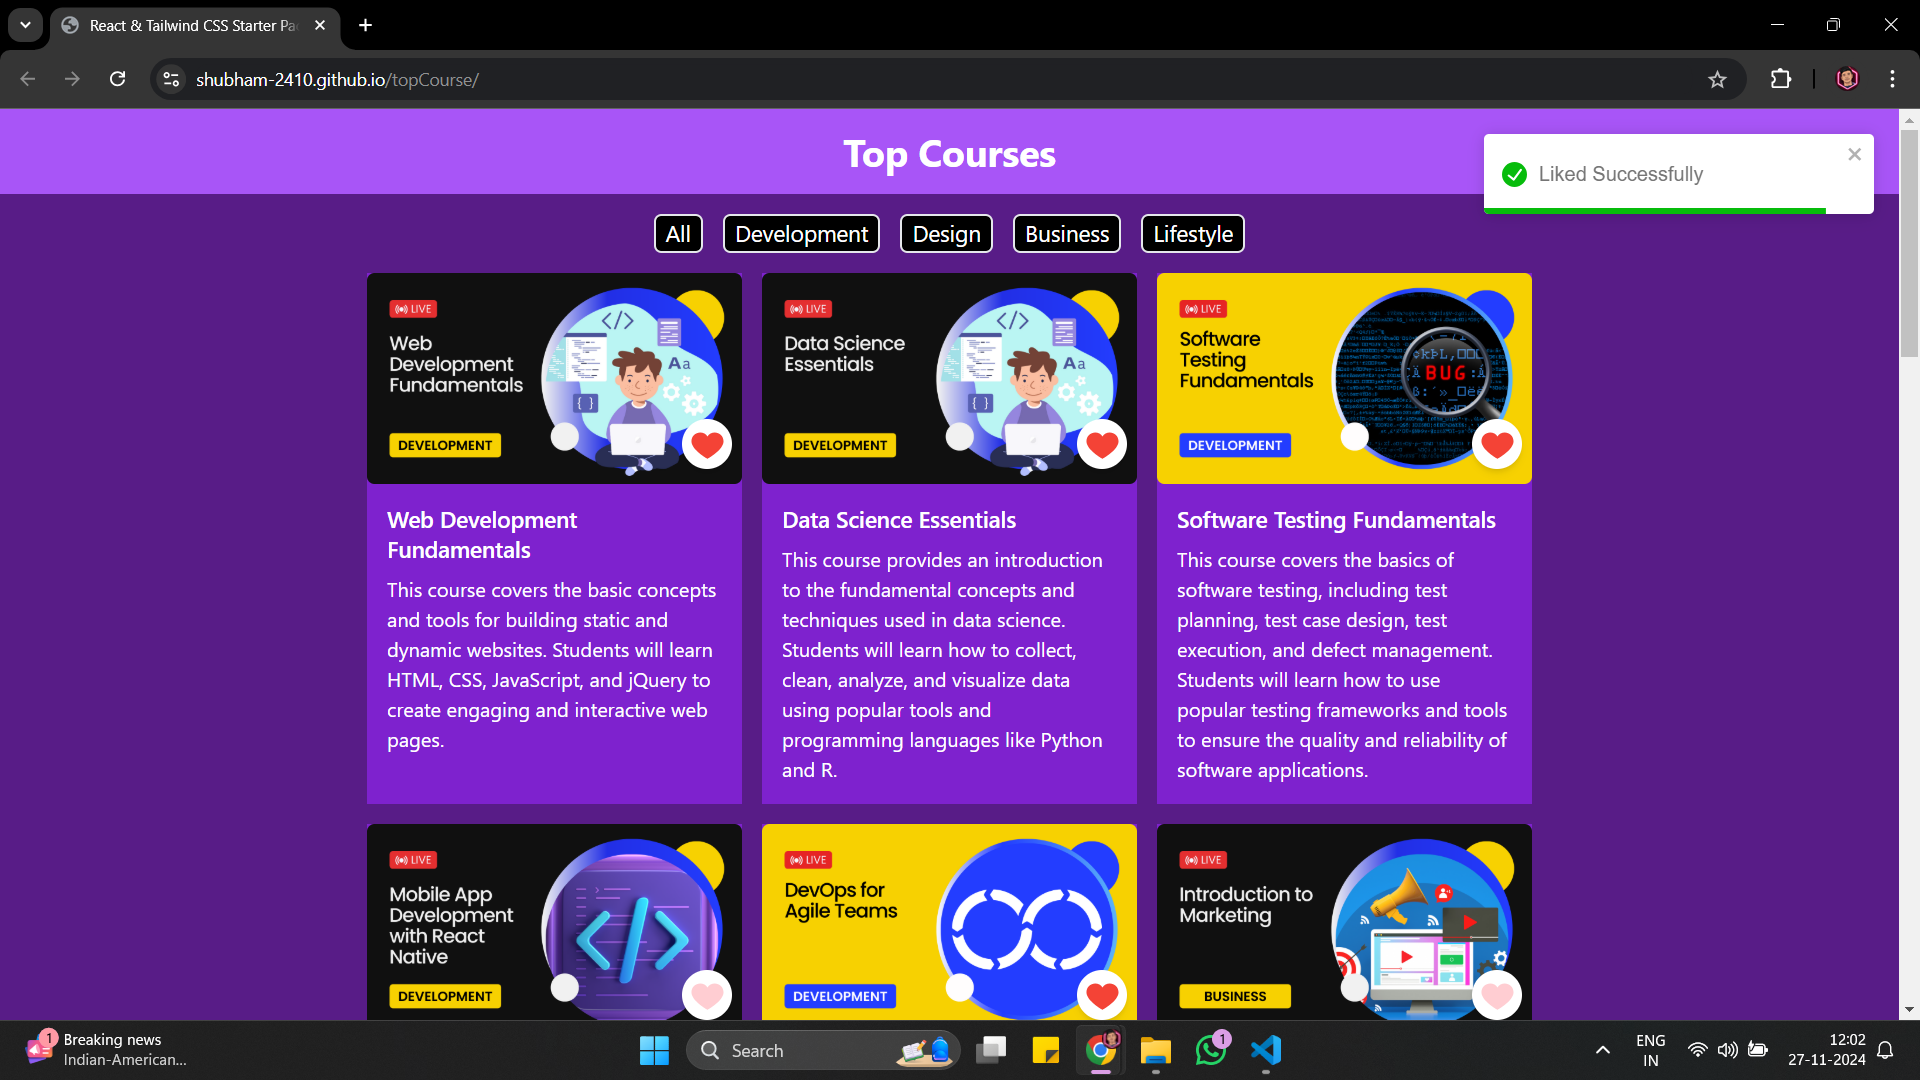 React & Tailwind CSS Starter Pa
shubham-2410.github.io/topCourse/
Top Courses
Liked Successfully
All
Development
Design
Business
Lifestyle
LIVE
Web
Development
Fundamentals
DEVELOPMENT
Aa
LIVE
Data Science
Essentials
DEVELOPMENT
Aa
LIVE
Software
Testing
Fundamentals
DEVELOPMENT
BUG
Web Development
Fundamentals
This course covers the basic concepts
and tools for building static and
dynamic websites. Students will learn
HTML, CSS, JavaScript, and jQuery to
create engaging and interactive web
pages.
Data Science Essentials
This course provides an introduction
to the fundamental concepts and
techniques used in data science.
Students will learn how to collect,
clean, analyze, and visualize data
using popular tools and
programming languages like Python
and R.
Software Testing Fundamentals
This course covers the basics of
software testing, including test
planning, test case design, test
execution, and defect management.
Students will learn how to use
popular testing frameworks and tools
to ensure the quality and reliability of
software applications.
LIVE
Mobile App
Development
with React
Native
DEVELOPMENT
LIVE
DevOps for
Agile Teams
DEVELOPMENT
LIVE
Introduction to
Marketing
BUSINESS
1
Breaking news
Indian-American...
Search
1
ENG
IN
12:02
27-11-2024